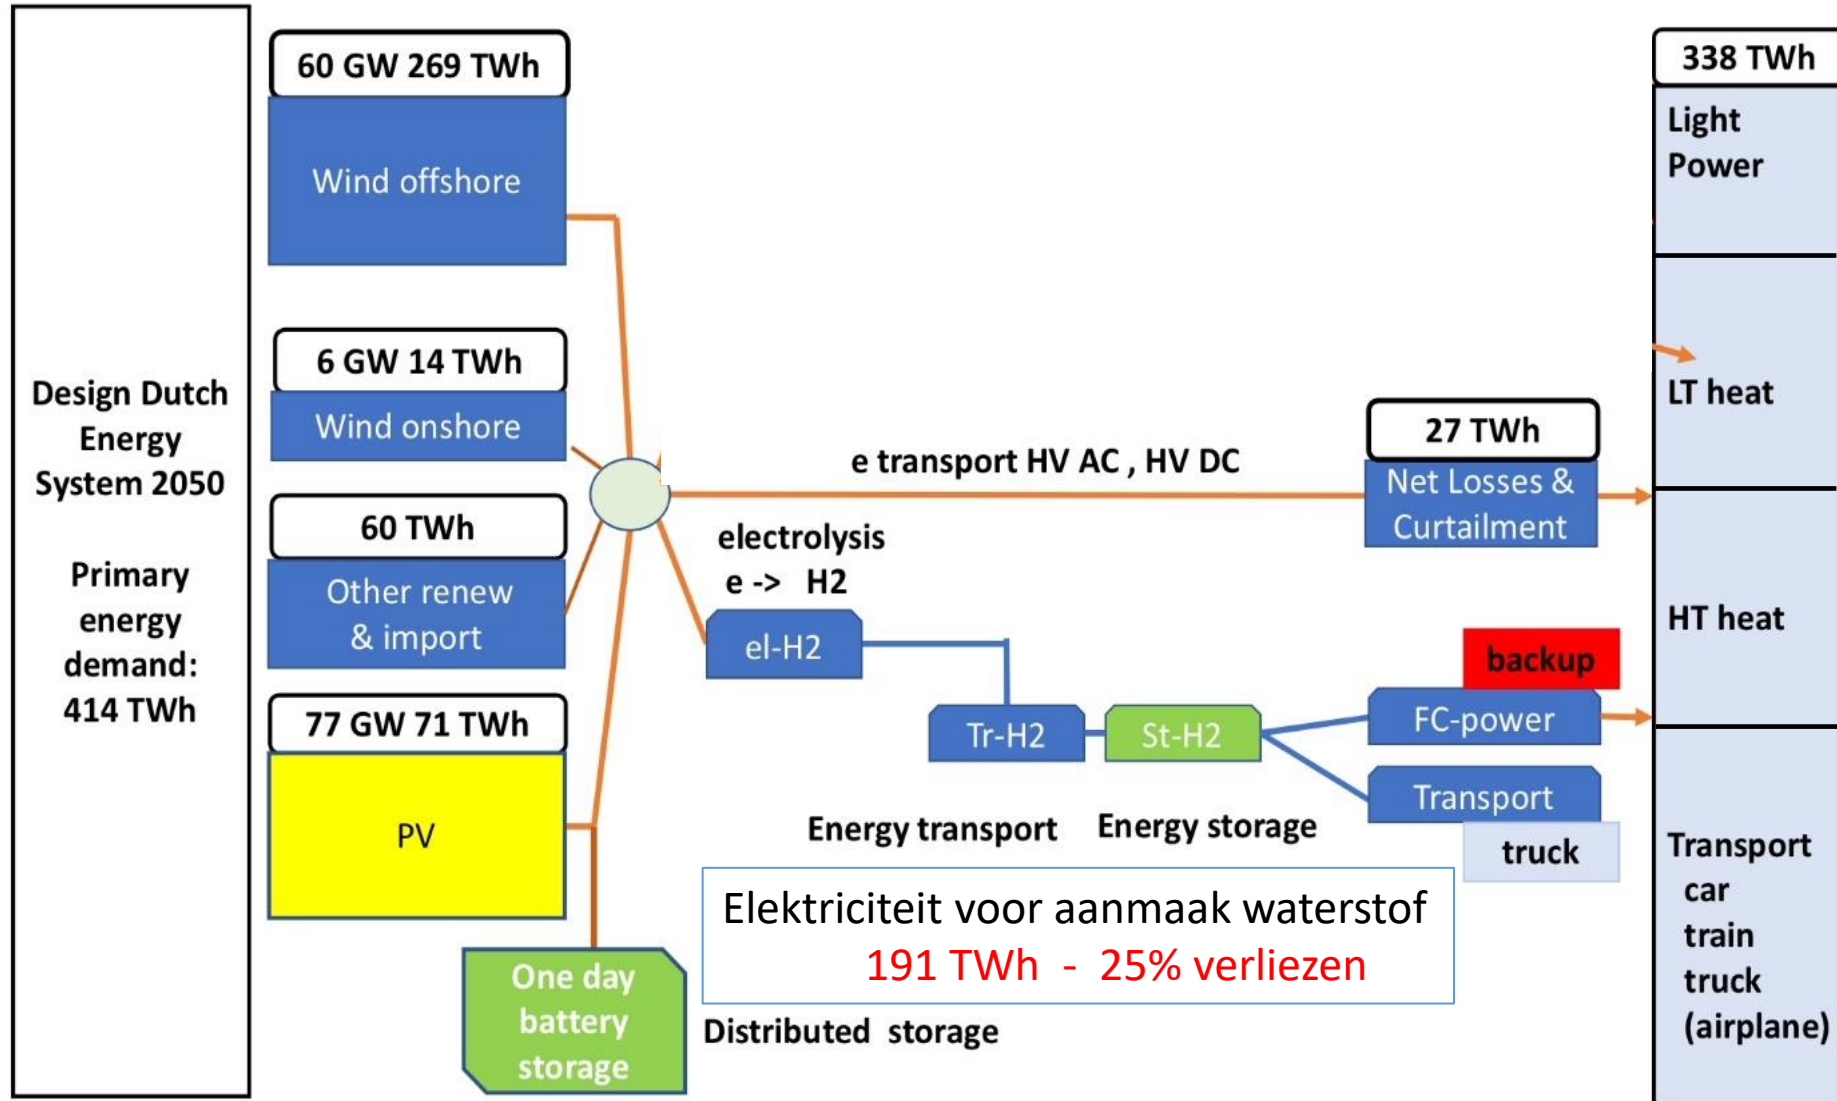 Design Dutch
Energy
System 2050
Primary
energy
demand:
414 TWh
60 GW 269 TWh
Wind offshore
6 GW 14 TWh
Wind onshore
60 TWh
Other renew
& import
77 GW 71 TWh
PV
One day
battery
storage
Distributed storage
e transport HV AC , HV DC
electrolysis
e -> H2
el-H2
Tr-H2
St-H2
Energy transport
Energy storage
Elektriciteit voor aanmaak waterstof
191 TWh - 25% verliezen
27 TWh
Net Losses &
Curtailment
backup
FC-power
Transport
truck
338 TWh
Light
Power
LT heat
HT heat
Transport
car
train
truck
(airplane)